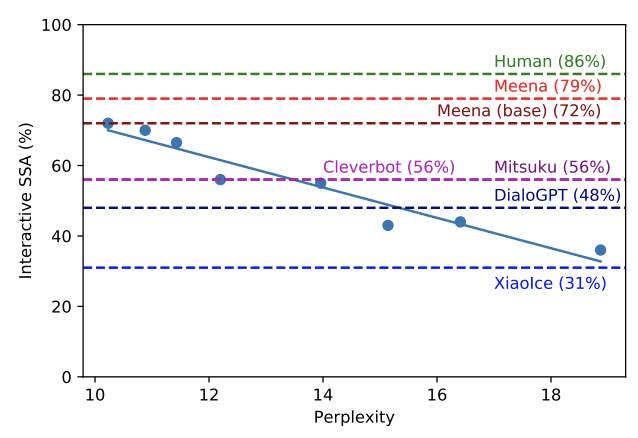 100
80
60
40
20
0
Interactive SSA (%)
Human (86%)
Meena (79%)
Meena (base) (72%)
Cleverbot (56%) Mitsuku (56%)
DialoGPT (48%)
XiaoIce (31%)
10 12 14 16 18
Perplexity